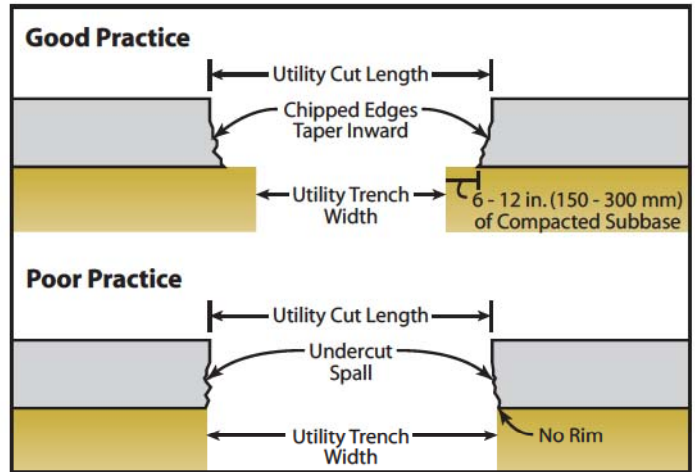 Good Practice
Utility Cut Length
Chipped Edges
Taper Inward
Utility Trench
Width
6 - 12 in. (150 - 300 mm)
of Compacted Subbase
Poor Practice
Utility Cut Length
Undercut
Spall
Utility Trench
Width
No Rim